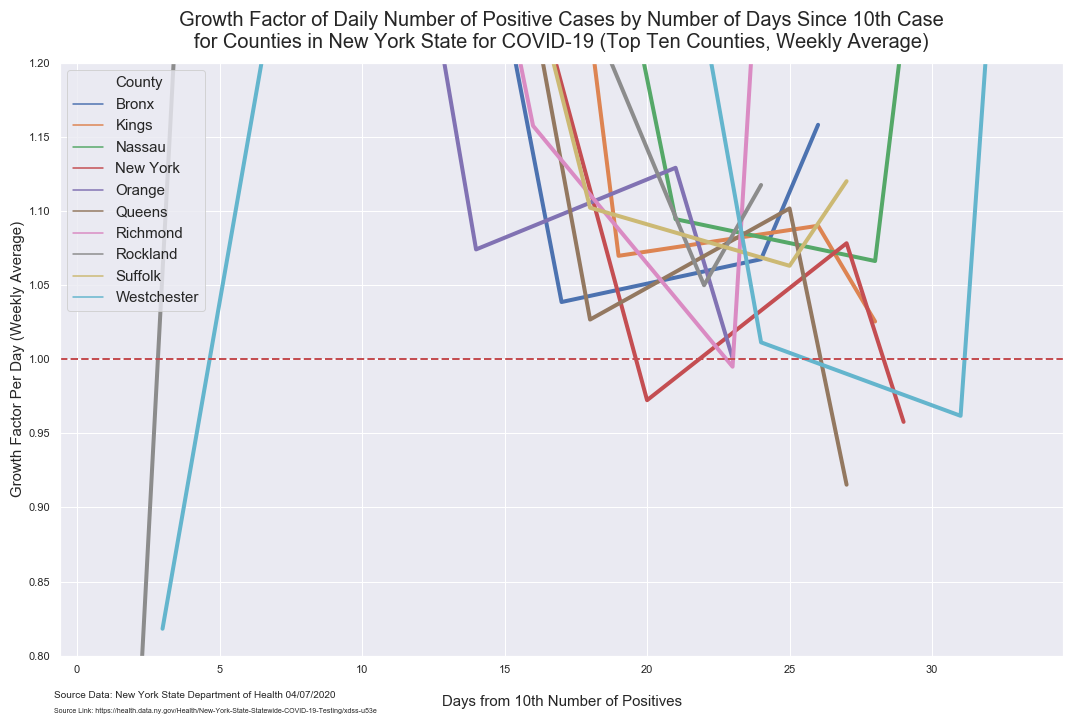 Growth Factor of Daily Number of Positive Cases by Number of Days Since 10th Case
for Counties in New York State for COVID-19 (Top Ten Counties, Weekly Average)
Growth Factor Per Day (Weekly Average)
1.20
1.15
1.10
1.05
1.00
0.95
0.90
0.85
0.80
County
Bronx
Kings
Nassau
New York
Orange
Queens
Richmond
Rockland
Suffolk
Westchester
0 5 10 15 20 25 30
Days from 10th Number of Positives
Source Data: New York State Department of Health 04/07/2020
Source Link: https://health.data.ny.gov/Health/New-York-State-Statewide-COVID-19-Testing/xdss-u53e